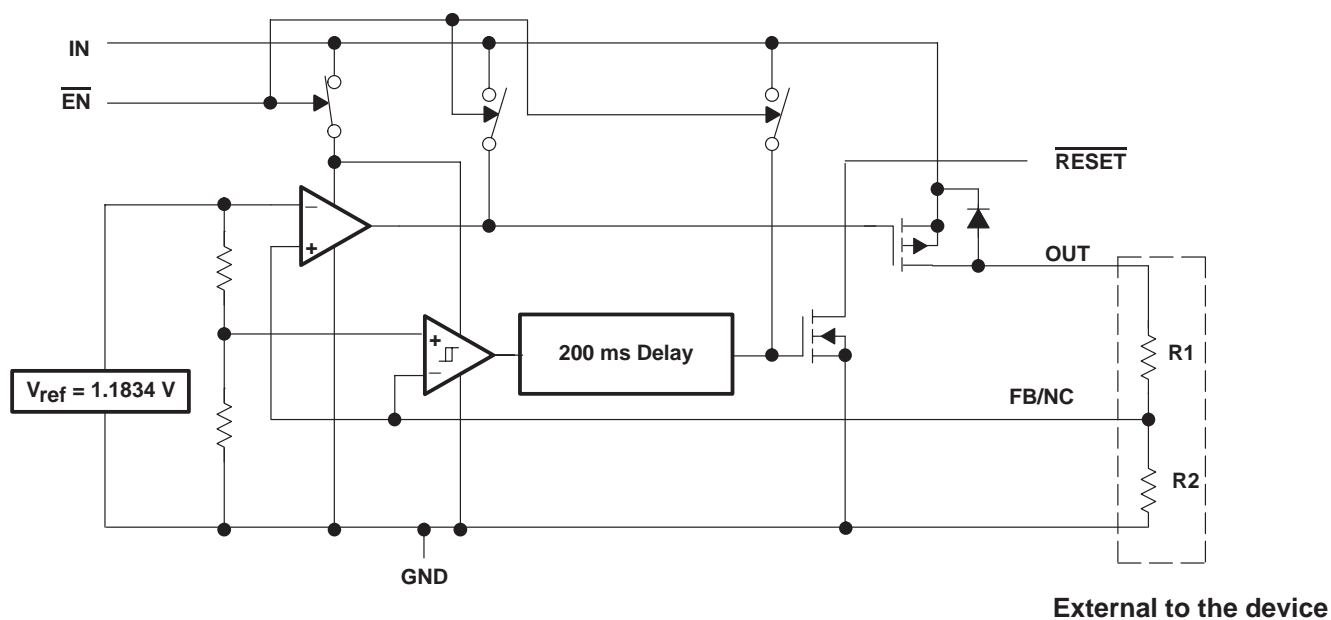 IN
EN
RESET
−
+
OUT
+
−
200 ms Delay
R1
Vref = 1.1834 V
FB/NC
R2
GND
External to the device